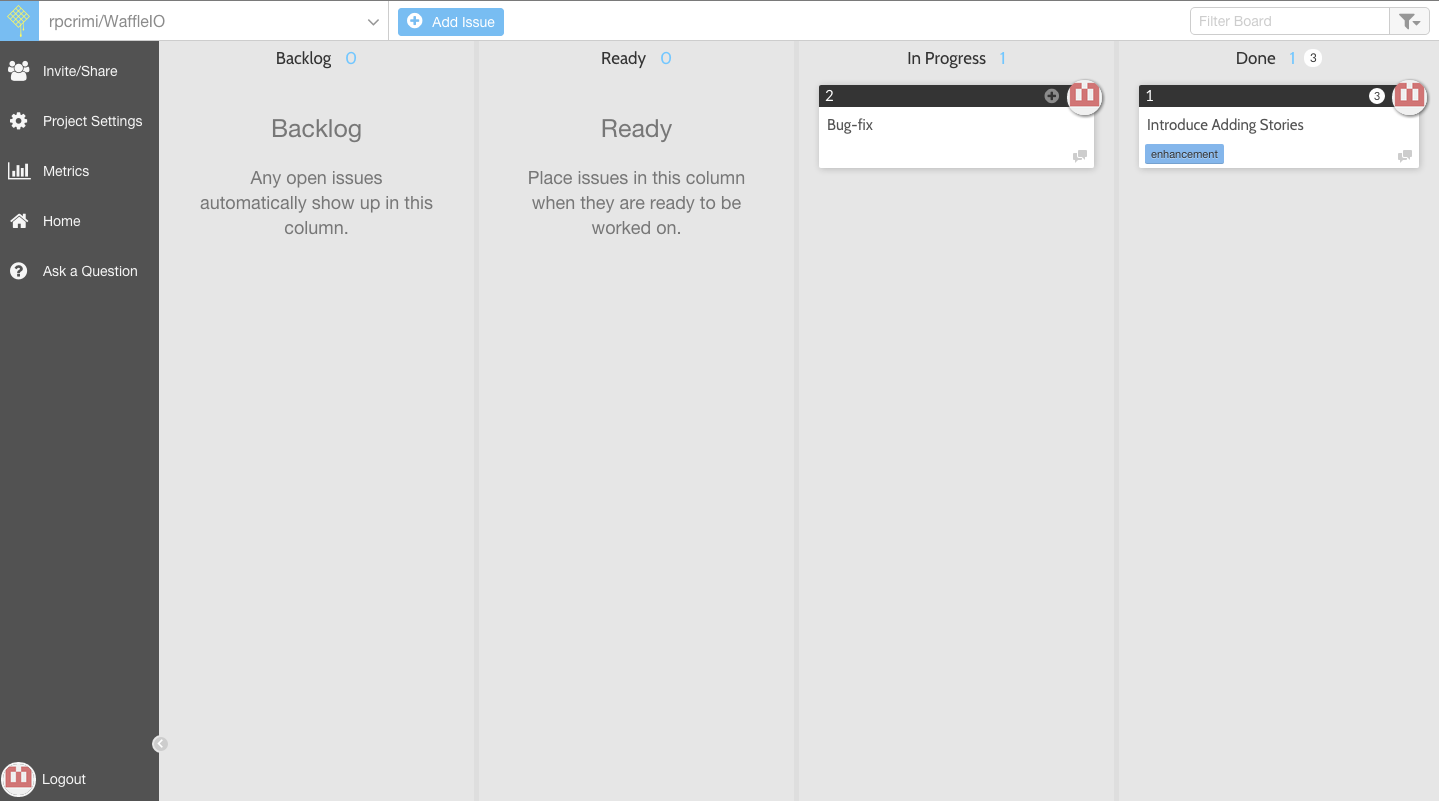 rpcrimi/WaffleIO
Add Issue
Filter Board
Invite/Share
Project Settings
Metrics
Home
Ask a Question
Logout
Backlog 0
Backlog
Any open issues
automatically show up in this
column.
Ready 0
Ready
Place issues in this column
when they are ready to be
worked on.
In Progress 1
2
Bug-fix
Done 1 3
1 3
Introduce Adding Stories
enhancement